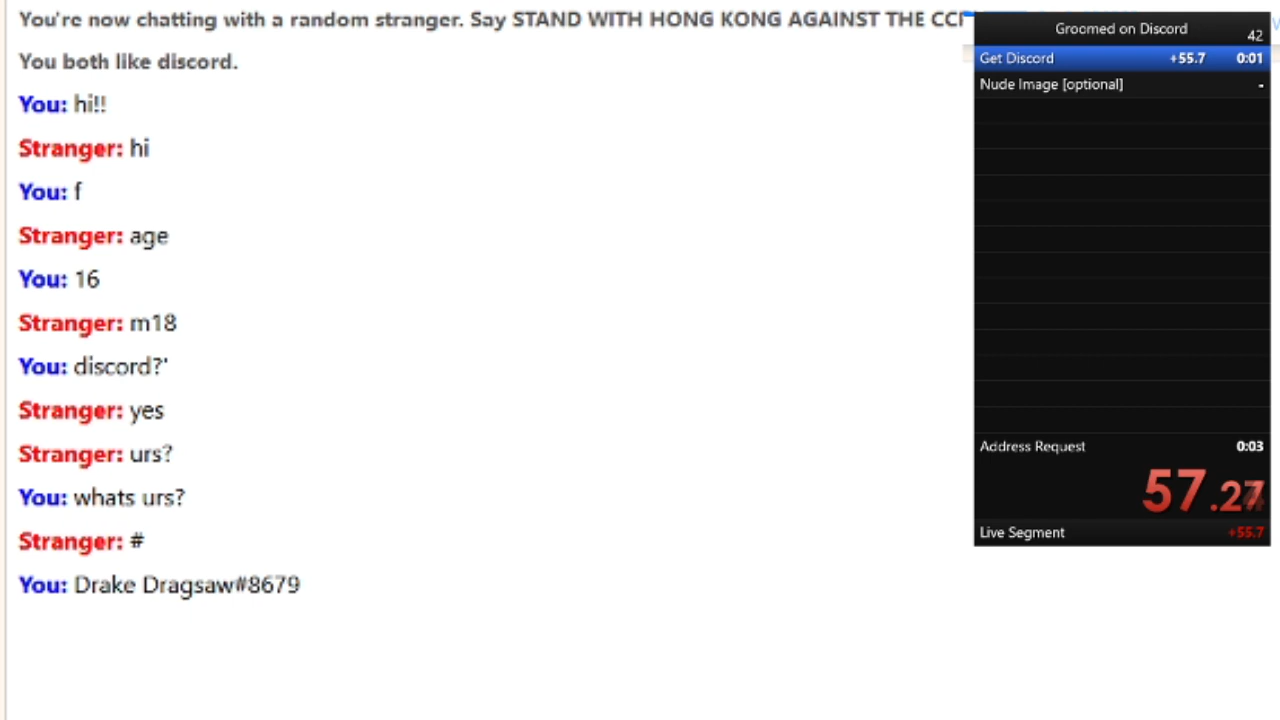 You're now chatting with a random stranger. Say STAND WITH HONG KONG AGAINST THE
You both like discord.
You: hi!!
Stranger: hi
You: f
Stranger: age
You: 16
Stranger: m18
You: discord?'
Stranger: yes
Stranger: urs?
You: whats urs?
Stranger: #
You: Drake Dragsaw#8679
Groomed on Discord
42
Get Discord +55.7 0:01
Nude Image [optional] -
Address Request 0:03
57.27
Live Segment +55.7